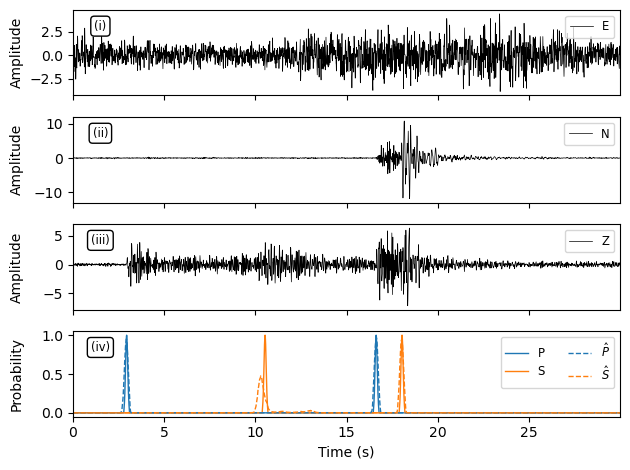 (i)
E
Amplitude
2.5
0.0
−2.5
(ii)
N
Amplitude
10
0
−10
(iii)
Z
Amplitude
5
0
−5
(iv)
P P̂
S Ŝ
Probability
1.0
0.5
0.0
0 5 10 15 20 25
Time (s)